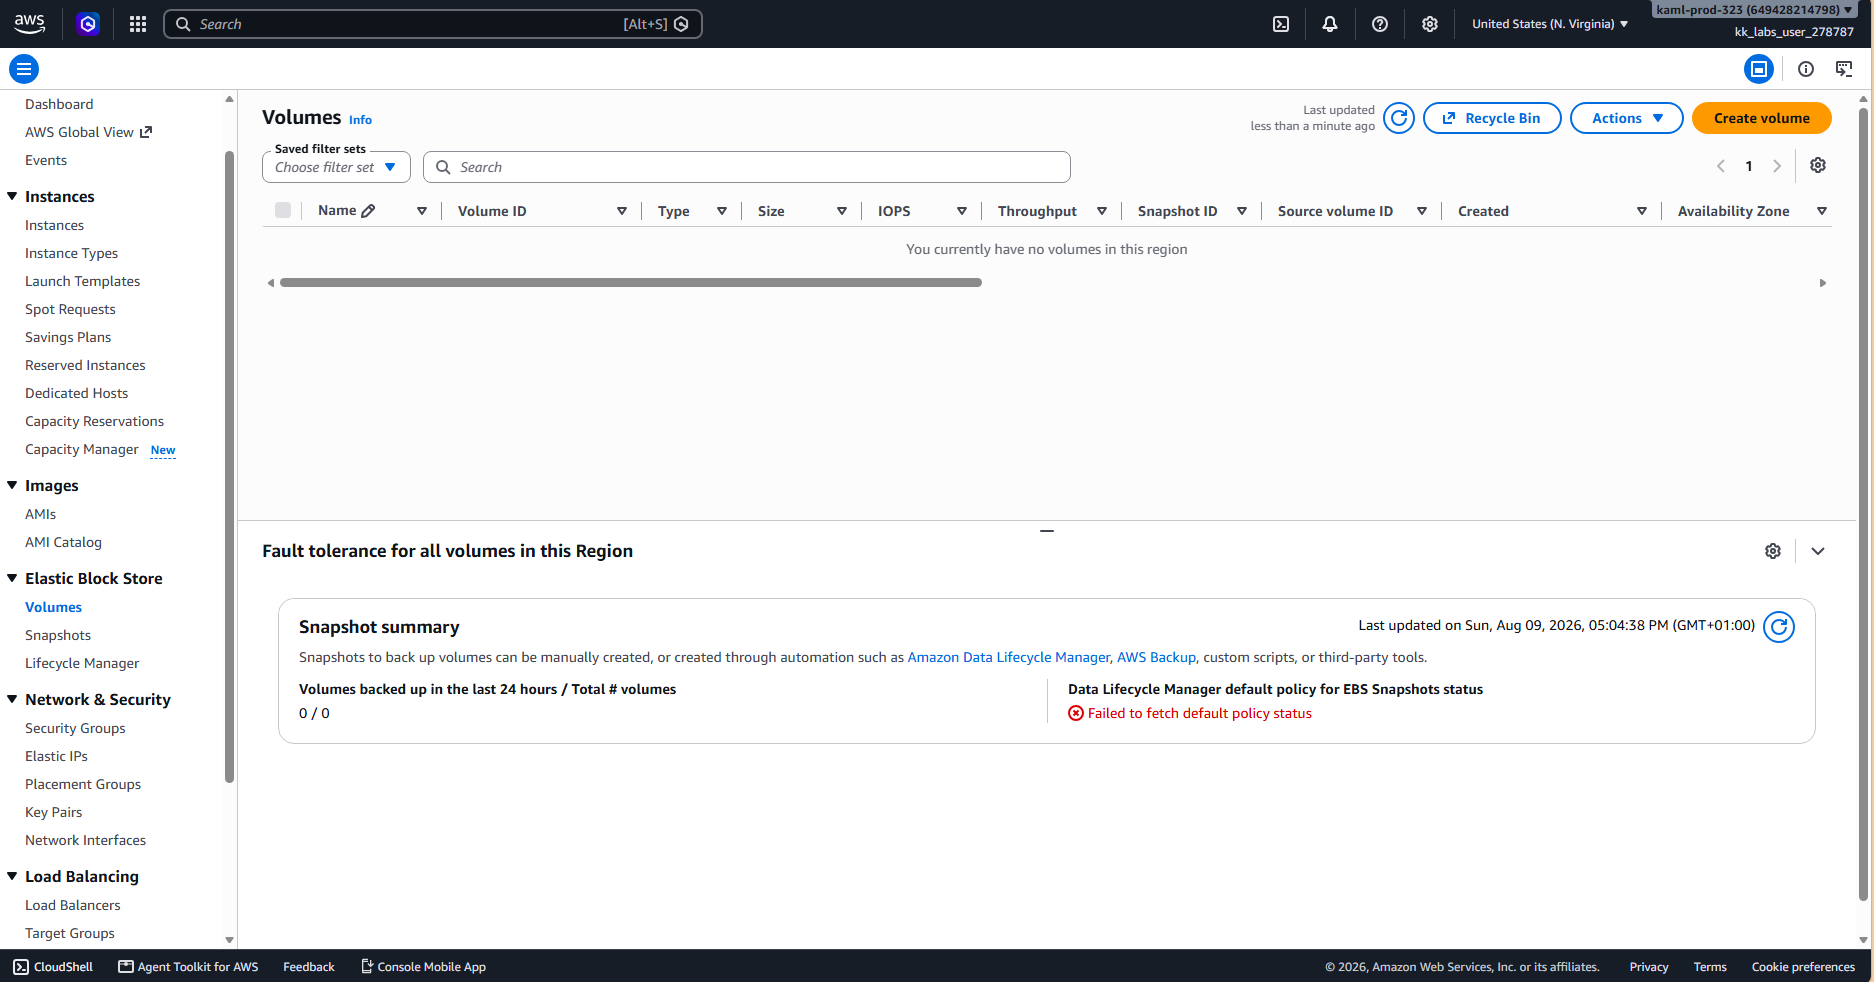 aws
Search
[Alt+S]
United States (N. Virginia)
kaml-prod-323 (649428214798)
kk_labs_user_278787
Dashboard
AWS Global View
Events
Instances
Instances
Instance Types
Launch Templates
Spot Requests
Savings Plans
Reserved Instances
Dedicated Hosts
Capacity Reservations
Capacity Manager New
Images
AMIs
AMI Catalog
Elastic Block Store
Volumes
Snapshots
Lifecycle Manager
Network & Security
Security Groups
Elastic IPs
Placement Groups
Key Pairs
Network Interfaces
Load Balancing
Load Balancers
Target Groups
Volumes Info
Last updated
less than a minute ago
Recycle Bin
Actions
Create volume
Saved filter sets
Choose filter set
Search
1
Name Volume ID Type Size IOPS Throughput Snapshot ID Source volume ID Created Availability Zone
You currently have no volumes in this region
Fault tolerance for all volumes in this Region
Snapshot summary
Last updated on Sun, Aug 09, 2026, 05:04:38 PM (GMT+01:00)
Snapshots to back up volumes can be manually created, or created through automation such as Amazon Data Lifecycle Manager, AWS Backup, custom scripts, or third-party tools.
Volumes backed up in the last 24 hours / Total # volumes
0 / 0
Data Lifecycle Manager default policy for EBS Snapshots status
Failed to fetch default policy status
CloudShell Agent Toolkit for AWS Feedback Console Mobile App
© 2026, Amazon Web Services, Inc. or its affiliates. Privacy Terms Cookie preferences